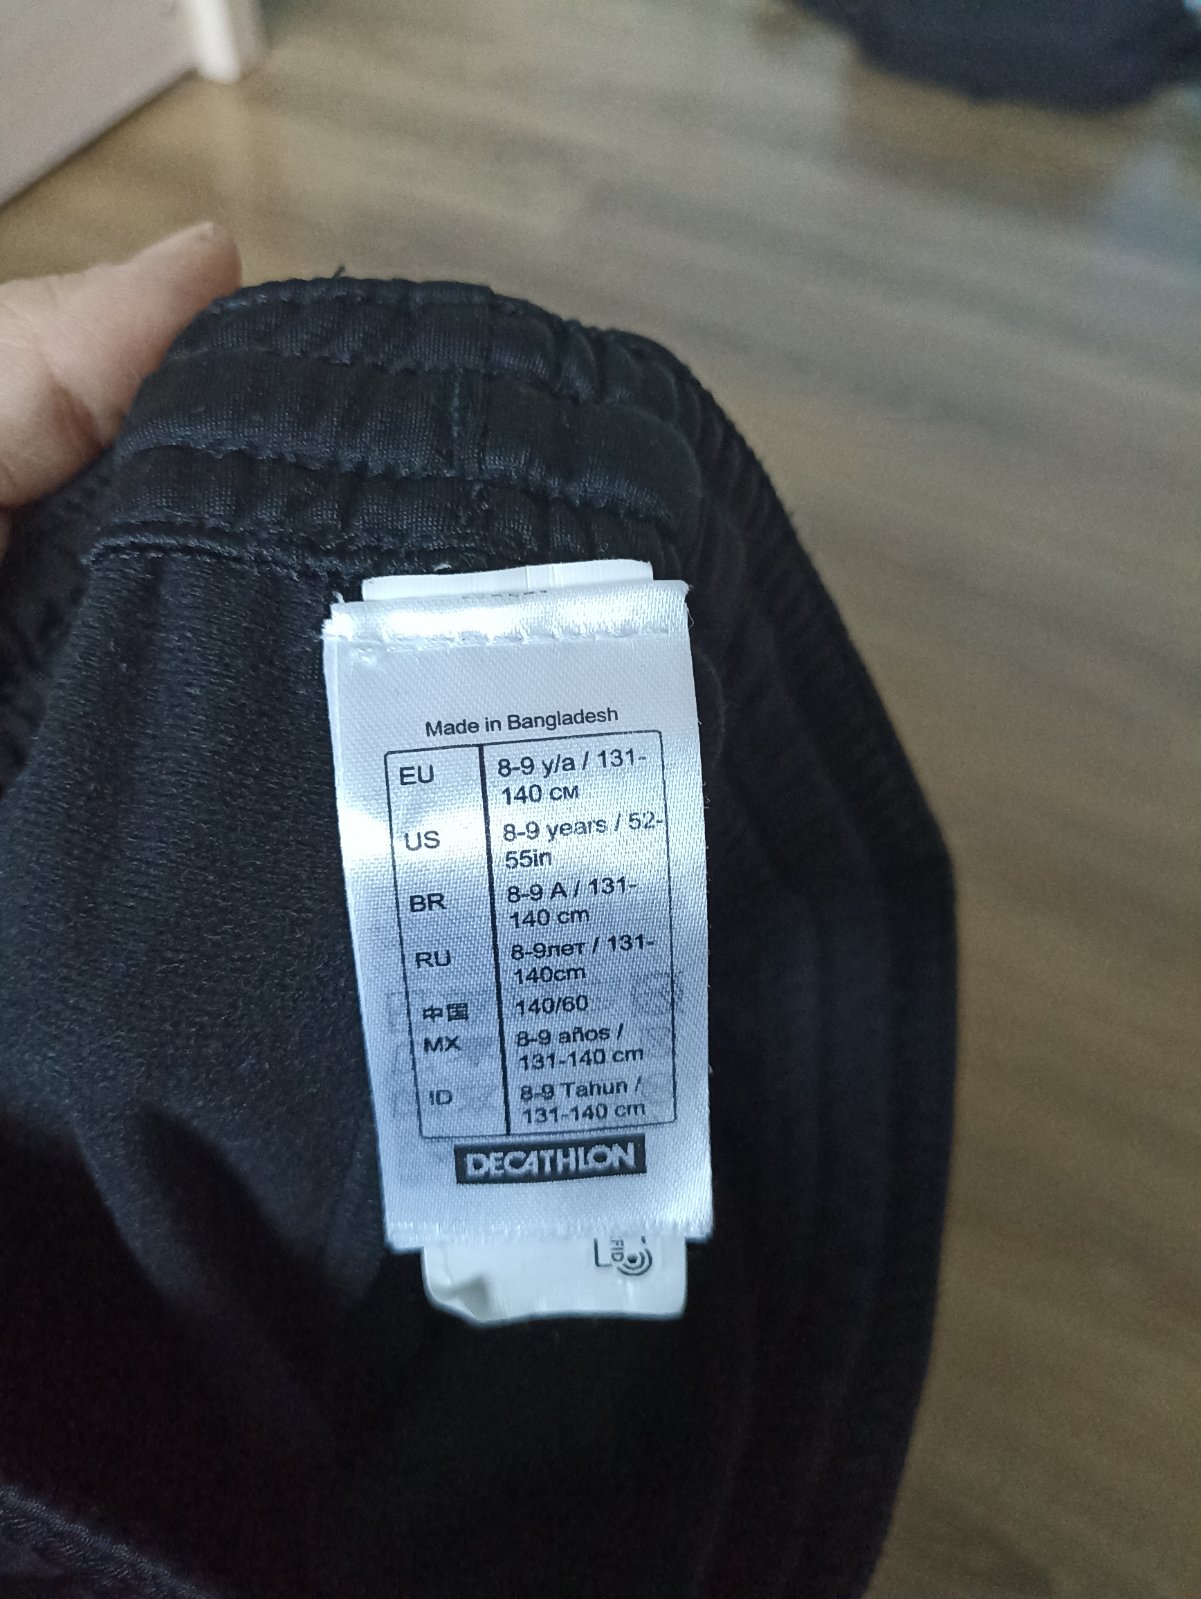 Made in Bangladesh
EU 8-9 y/a / 131-
140 см
US 8-9 years / 52-
55in
BR 8-9 A / 131-
140 cm
RU 8-9лет / 131-
140cm
中国 140/60
MX 8-9 años /
131-140 cm
ID 8-9 Tahun /
131-140 cm
DECATHLON